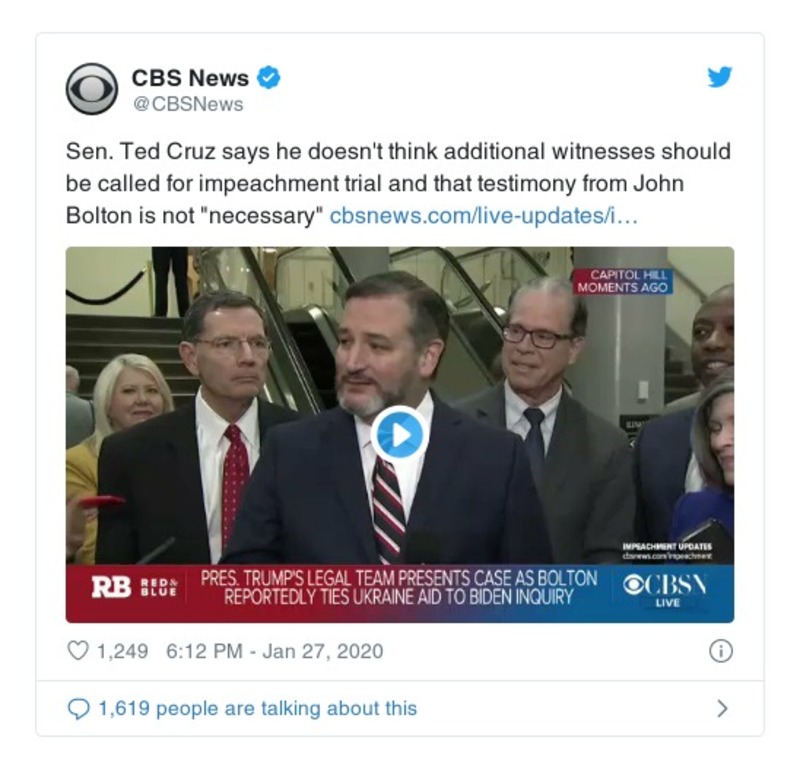 CBS News
@CBSNews
Sen. Ted Cruz says he doesn't think additional witnesses should
be called for impeachment trial and that testimony from John
Bolton is not "necessary" cbsnews.com/live-updates/i…
CAPITOL HILL
MOMENTS AGO
IMPEACHMENT UPDATES
cbsnews.com/impeachment
RB RED&
BLUE
PRES. TRUMP'S LEGAL TEAM PRESENTS CASE AS BOLTON
REPORTEDLY TIES UKRAINE AID TO BIDEN INQUIRY
CBSN
LIVE
1,249 6:12 PM - Jan 27, 2020
1,619 people are talking about this